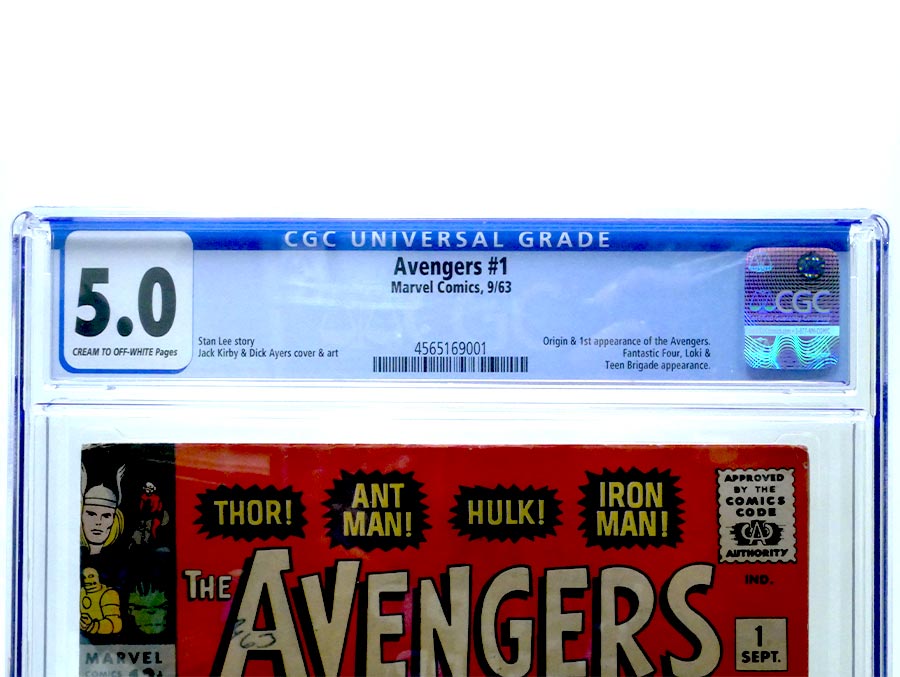 CGC UNIVERSAL GRADE
5.0
CREAM TO OFF-WHITE Pages
Avengers #1
Marvel Comics, 9/63
Stan Lee story
Jack Kirby & Dick Ayers cover & art
4565169001
Origin & 1st appearance of the Avengers.
Fantastic Four, Loki &
Teen Brigade appearance.
CGC
THOR!
ANT
MAN!
HULK!
IRON
MAN!
APPROVED
BY THE
COMICS
CODE
AUTHORITY
THE AVENGERS
IND.
1
SEPT.
MARVEL
COMICS